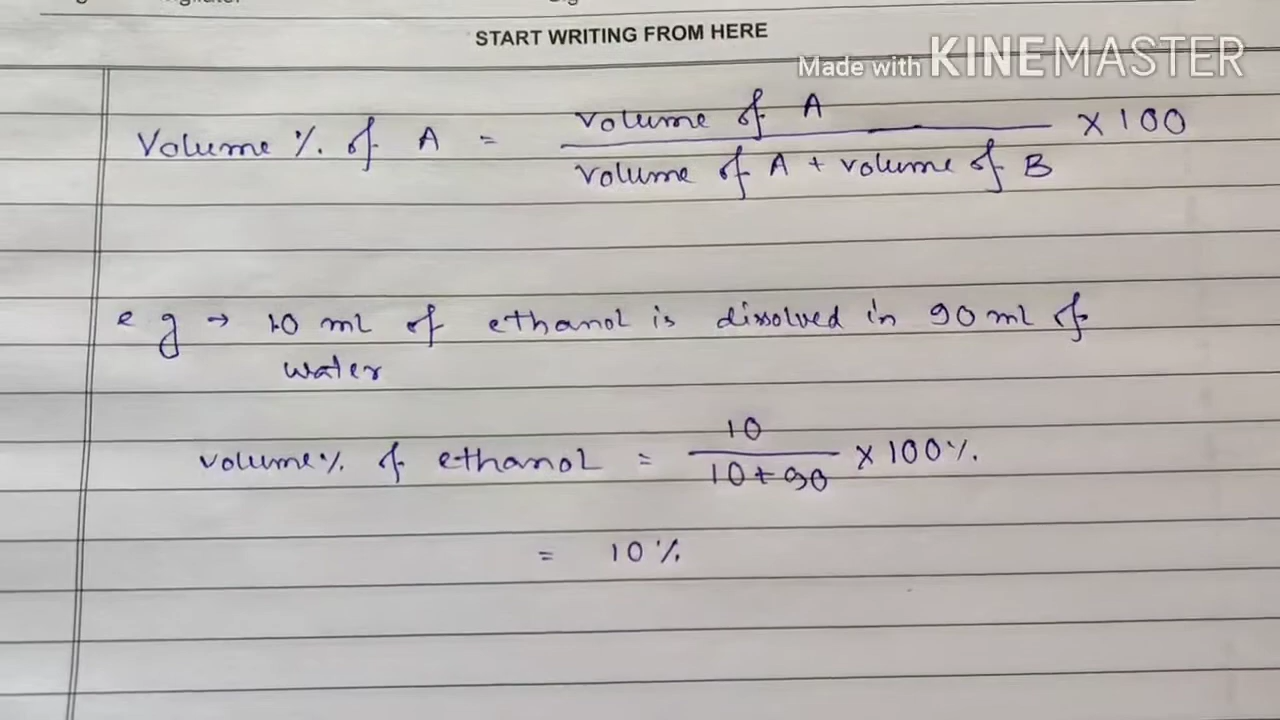 START WRITING FROM HERE
Made with KINEMASTER
Volume % of A = volume of A / volume of A + volume of B × 100
eg → 10 ml of ethanol is dissolved in 90 ml of
water
volume % of ethanol = 10 / 10 + 90 × 100 %
= 10 %